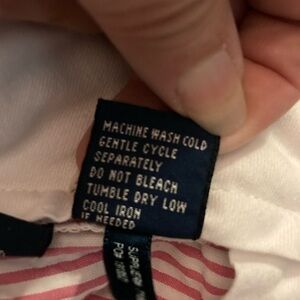 MACHINE WASH COLD
GENTLE CYCLE
SEPARATELY
DO NOT BLEACH
TUMBLE DRY LOW
COOL IRON
IF NEEDED